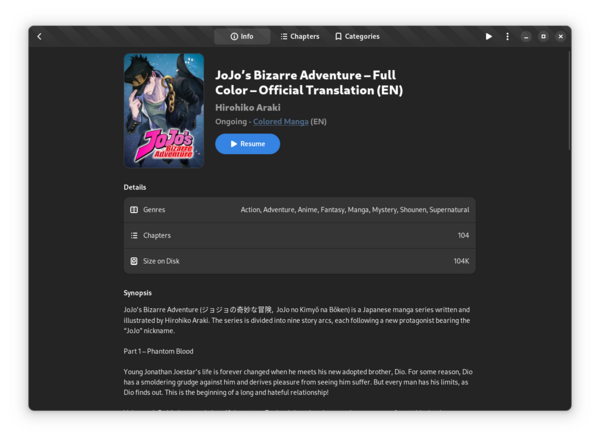 Info
Chapters
Categories
JoJo's Bizarre Adventure – Full
Color – Official Translation (EN)
Hirohiko Araki
Ongoing · Colored Manga (EN)
Resume
JOJO'S
BIZARRE
ADVENTURE
Details
Genres Action, Adventure, Anime, Fantasy, Manga, Mystery, Shounen, Supernatural
Chapters 104
Size on Disk 104K
Synopsis
JoJo's Bizarre Adventure (ジョジョの奇妙な冒険, JoJo no Kimyō na Bōken) is a Japanese manga series written and
illustrated by Hirohiko Araki. The series is divided into nine story arcs, each following a new protagonist bearing the
"JoJo" nickname.
Part 1 – Phantom Blood
Young Jonathan Joestar's life is forever changed when he meets his new adopted brother, Dio. For some reason, Dio
has a smoldering grudge against him and derives pleasure from seeing him suffer. But every man has his limits, as
Dio finds out. This is the beginning of a long and hateful relationship!